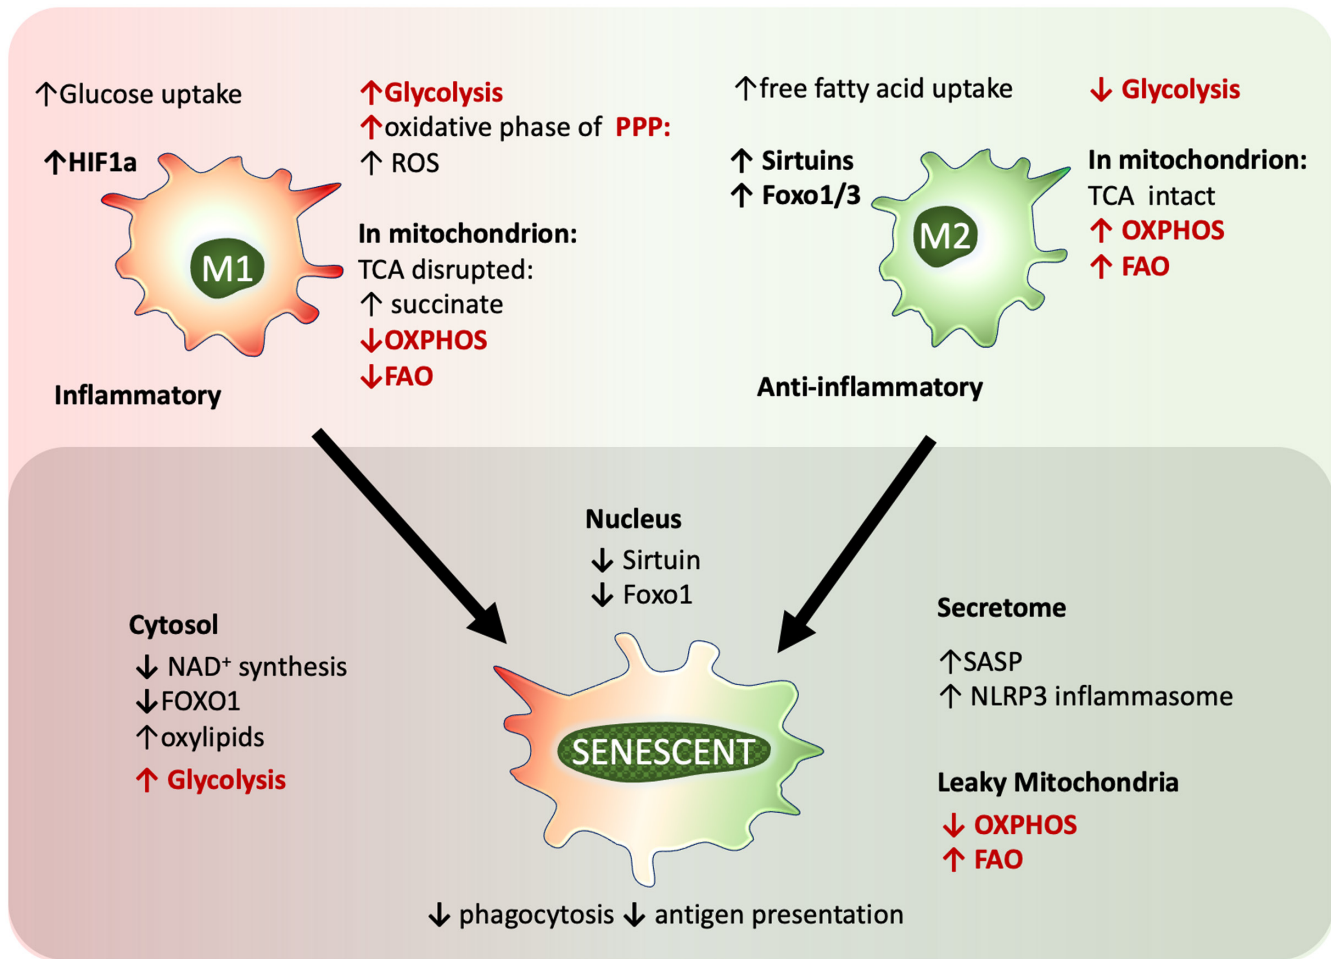 ↑Glucose uptake
↑HIF1a
M1
Inflammatory
↑Glycolysis
↑oxidative phase of PPP:
↑ ROS
In mitochondrion:
TCA disrupted:
↑ succinate
↓OXPHOS
↓FAO
↑free fatty acid uptake
↑ Sirtuins
↑ Foxo1/3
M2
Anti-inflammatory
↓ Glycolysis
In mitochondrion:
TCA intact
↑ OXPHOS
↑ FAO
Nucleus
↓ Sirtuin
↓ Foxo1
Cytosol
↓ NAD⁺ synthesis
↓FOXO1
↑oxylipids
↑ Glycolysis
SENESCENT
Secretome
↑SASP
↑ NLRP3 inflammasome
Leaky Mitochondria
↓ OXPHOS
↑ FAO
↓ phagocytosis ↓ antigen presentation